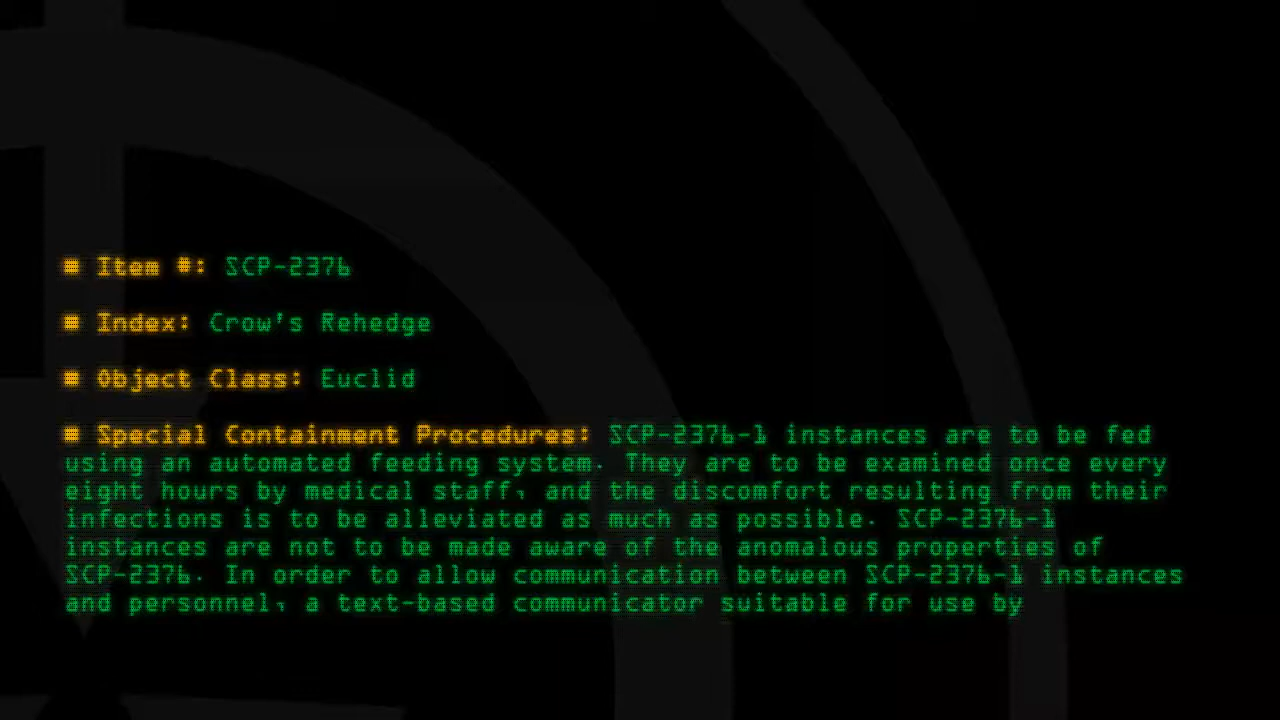 ■ Item #: SCP-2376
■ Index: Crow's Rehedge
■ Object Class: Euclid
■ Special Containment Procedures: SCP-2376-1 instances are to be fed
using an automated feeding system. They are to be examined once every
eight hours by medical staff, and the discomfort resulting from their
infections is to be alleviated as much as possible. SCP-2376-1
instances are not to be made aware of the anomalous properties of
SCP-2376. In order to allow communication between SCP-2376-1 instances
and personnel, a text-based communicator suitable for use by